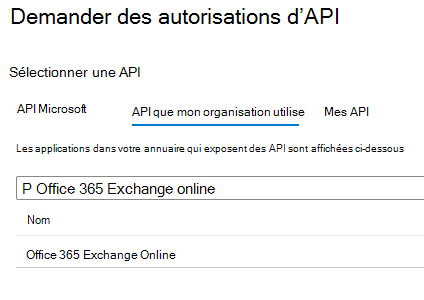 Demander des autorisations d’API
Sélectionner une API
API Microsoft
API que mon organisation utilise
Mes API
Les applications dans votre annuaire qui exposent des API sont affichées ci-dessous
P Office 365 Exchange online
Nom
Office 365 Exchange Online